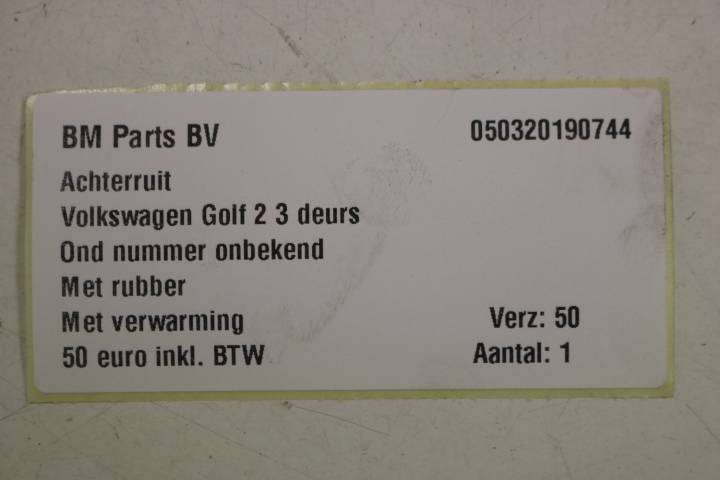 BM Parts BV 050320190744
Achterruit
Volkswagen Golf 2 3 deurs
Ond nummer onbekend
Met rubber
Met verwarming Verz: 50
50 euro inkl. BTW Aantal: 1